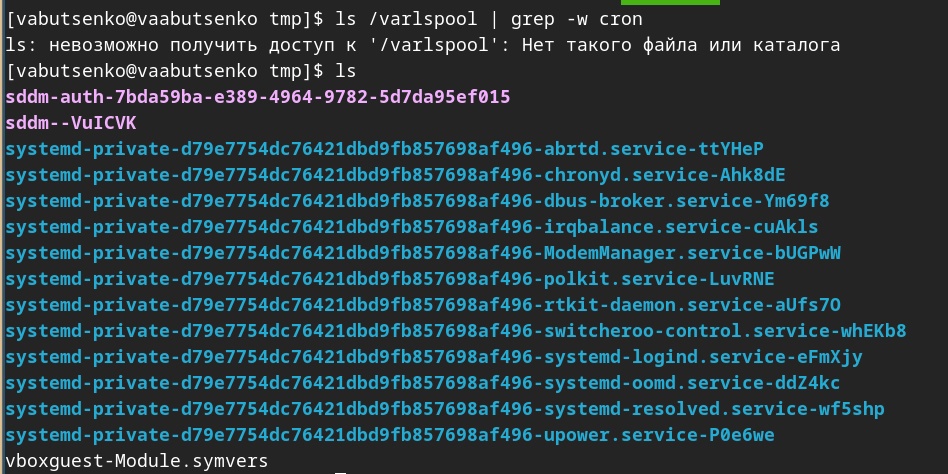 [vabutsenko@vaabutsenko tmp]$ ls /varlspool | grep -w cron
ls: невозможно получить доступ к '/varlspool': Нет такого файла или каталога
[vabutsenko@vaabutsenko tmp]$ ls
sddm-auth-7bda59ba-e389-4964-9782-5d7da95ef015
sddm--VuICVK
systemd-private-d79e7754dc76421dbd9fb857698af496-abrtd.service-ttYHeP
systemd-private-d79e7754dc76421dbd9fb857698af496-chronyd.service-Ahk8dE
systemd-private-d79e7754dc76421dbd9fb857698af496-dbus-broker.service-Ym69f8
systemd-private-d79e7754dc76421dbd9fb857698af496-irqbalance.service-cuAkls
systemd-private-d79e7754dc76421dbd9fb857698af496-ModemManager.service-bUGPwW
systemd-private-d79e7754dc76421dbd9fb857698af496-polkit.service-LuvRNE
systemd-private-d79e7754dc76421dbd9fb857698af496-rtkit-daemon.service-aUfs7O
systemd-private-d79e7754dc76421dbd9fb857698af496-switcheroo-control.service-whEKb8
systemd-private-d79e7754dc76421dbd9fb857698af496-systemd-logind.service-eFmXjy
systemd-private-d79e7754dc76421dbd9fb857698af496-systemd-oomd.service-ddZ4kc
systemd-private-d79e7754dc76421dbd9fb857698af496-systemd-resolved.service-wf5shp
systemd-private-d79e7754dc76421dbd9fb857698af496-upower.service-P0e6we
vboxguest-Module.symvers